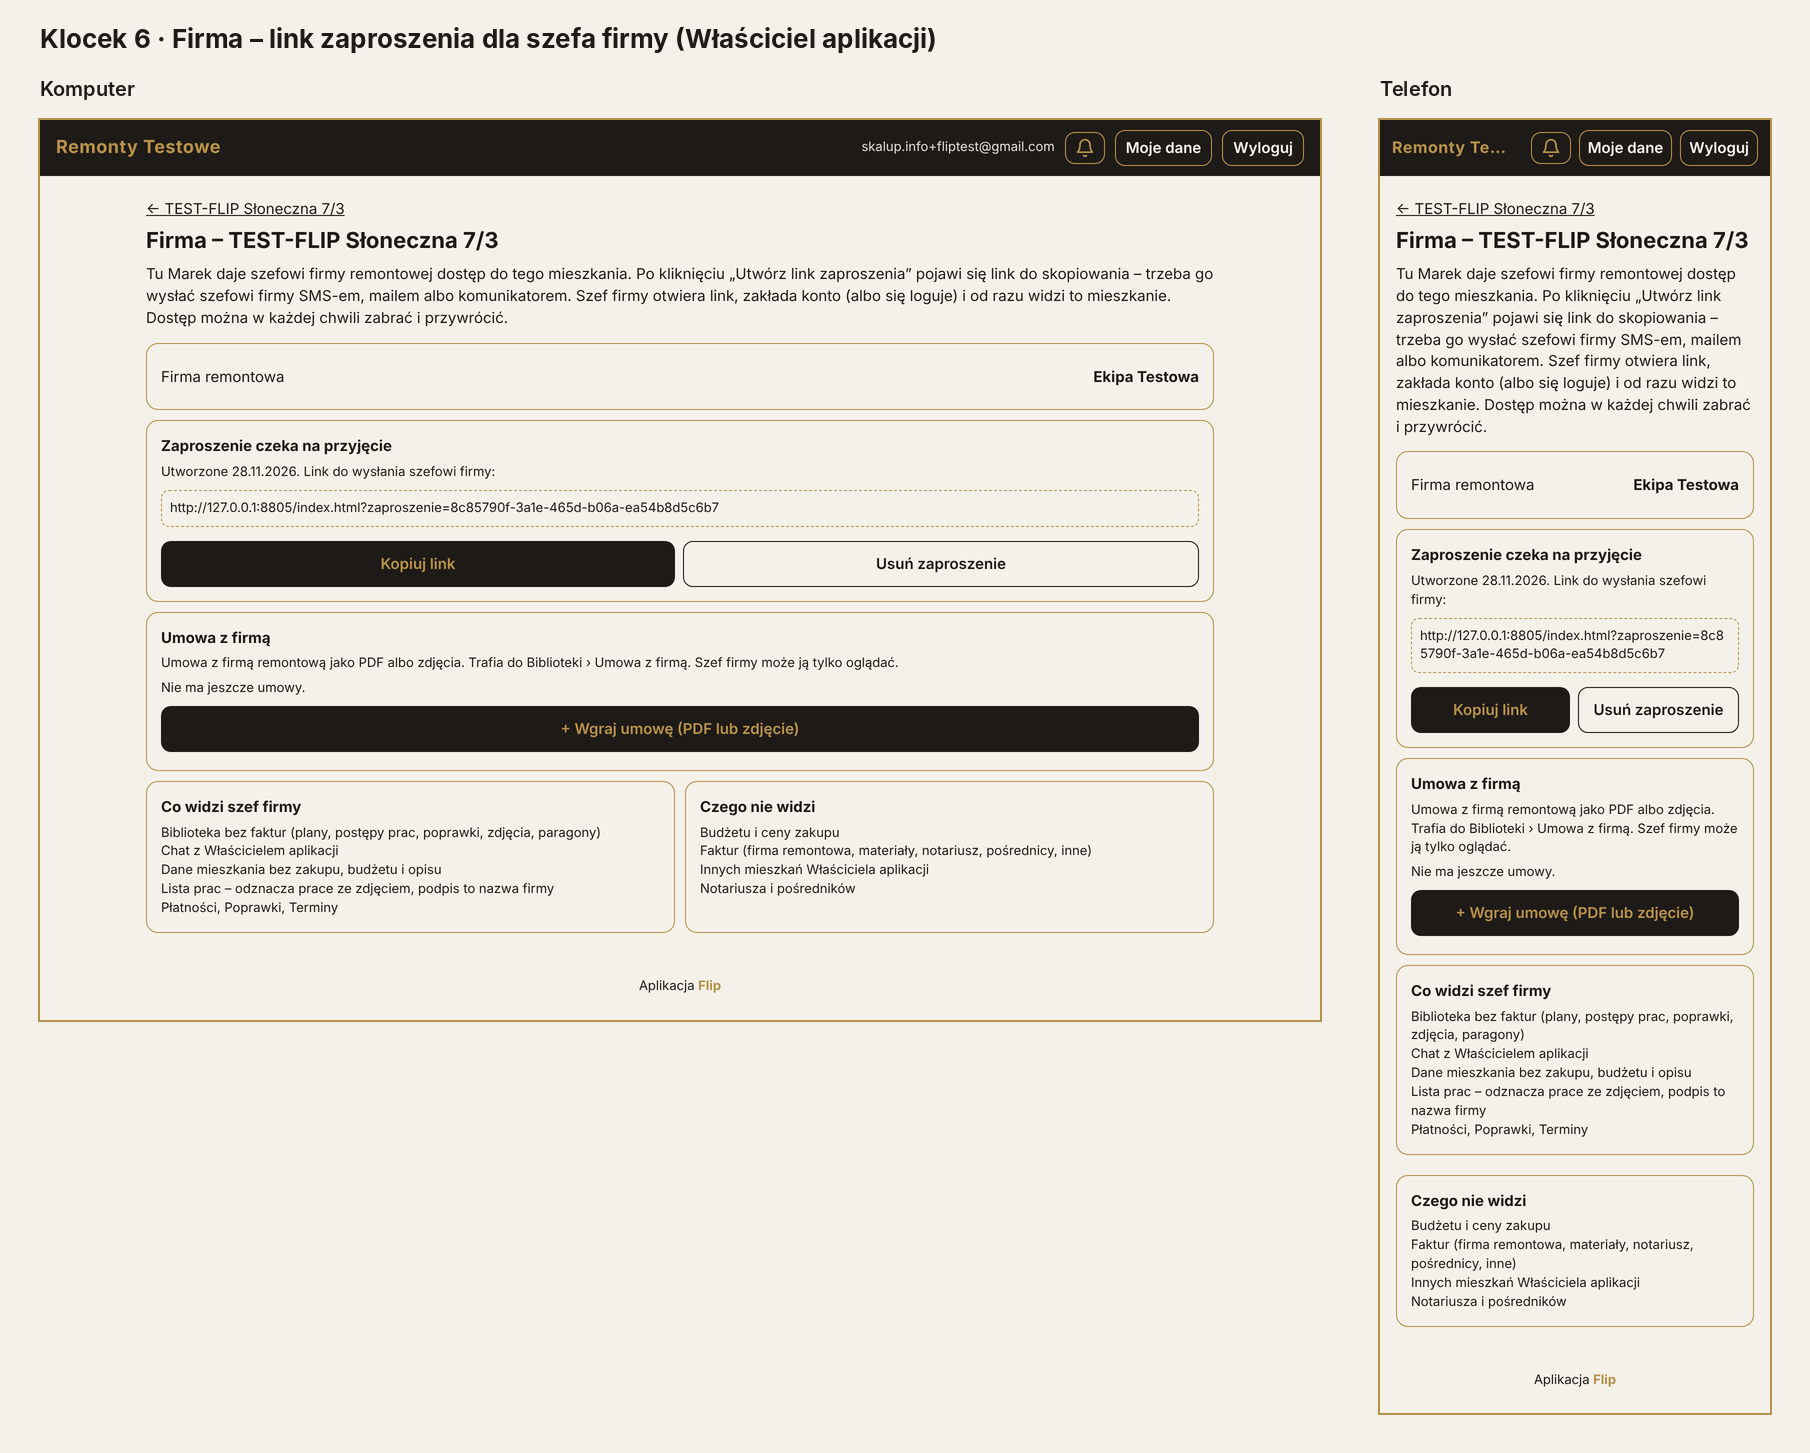 Klocek 6 · Firma – link zaproszenia dla szefa firmy (Właściciel aplikacji)
Komputer
Remonty Testowe
skalup.info+fliptest@gmail.com
Moje dane
Wyloguj
← TEST-FLIP Słoneczna 7/3
Firma – TEST-FLIP Słoneczna 7/3
Tu Marek daje szefowi firmy remontowej dostęp do tego mieszkania. Po kliknięciu „Utwórz link zaproszenia” pojawi się link do skopiowania – trzeba go
wysłać szefowi firmy SMS-em, mailem albo komunikatorem. Szef firmy otwiera link, zakłada konto (albo się loguje) i od razu widzi to mieszkanie.
Dostęp można w każdej chwili zabrać i przywrócić.
Firma remontowa
Ekipa Testowa
Zaproszenie czeka na przyjęcie
Utworzone 28.11.2026. Link do wysłania szefowi firmy:
http://127.0.0.1:8805/index.html?zaproszenie=8c85790f-3a1e-465d-b06a-ea54b8d5c6b7
Kopiuj link
Usuń zaproszenie
Umowa z firmą
Umowa z firmą remontową jako PDF albo zdjęcia. Trafia do Biblioteki › Umowa z firmą. Szef firmy może ją tylko oglądać.
Nie ma jeszcze umowy.
+ Wgraj umowę (PDF lub zdjęcie)
Co widzi szef firmy
Biblioteka bez faktur (plany, postępy prac, poprawki, zdjęcia, paragony)
Chat z Właścicielem aplikacji
Dane mieszkania bez zakupu, budżetu i opisu
Lista prac – odznacza prace ze zdjęciem, podpis to nazwa firmy
Płatności, Poprawki, Terminy
Czego nie widzi
Budżetu i ceny zakupu
Faktur (firma remontowa, materiały, notariusz, pośrednicy, inne)
Innych mieszkań Właściciela aplikacji
Notariusza i pośredników
Aplikacja Flip
Telefon
Remonty Te...
Moje dane
Wyloguj
← TEST-FLIP Słoneczna 7/3
Firma – TEST-FLIP Słoneczna 7/3
Tu Marek daje szefowi firmy remontowej dostęp
do tego mieszkania. Po kliknięciu „Utwórz link
zaproszenia” pojawi się link do skopiowania –
trzeba go wysłać szefowi firmy SMS-em, mailem
albo komunikatorem. Szef firmy otwiera link,
zakłada konto (albo się loguje) i od razu widzi to
mieszkanie. Dostęp można w każdej chwili zabrać
i przywrócić.
Firma remontowa
Ekipa Testowa
Zaproszenie czeka na przyjęcie
Utworzone 28.11.2026. Link do wysłania szefowi
firmy:
http://127.0.0.1:8805/index.html?zaproszenie=8c8
5790f-3a1e-465d-b06a-ea54b8d5c6b7
Kopiuj link
Usuń zaproszenie
Umowa z firmą
Umowa z firmą remontową jako PDF albo zdjęcia.
Trafia do Biblioteki › Umowa z firmą. Szef firmy może
ją tylko oglądać.
Nie ma jeszcze umowy.
+ Wgraj umowę (PDF lub zdjęcie)
Co widzi szef firmy
Biblioteka bez faktur (plany, postępy prac, poprawki,
zdjęcia, paragony)
Chat z Właścicielem aplikacji
Dane mieszkania bez zakupu, budżetu i opisu
Lista prac – odznacza prace ze zdjęciem, podpis to
nazwa firmy
Płatności, Poprawki, Terminy
Czego nie widzi
Budżetu i ceny zakupu
Faktur (firma remontowa, materiały, notariusz,
pośrednicy, inne)
Innych mieszkań Właściciela aplikacji
Notariusza i pośredników
Aplikacja Flip